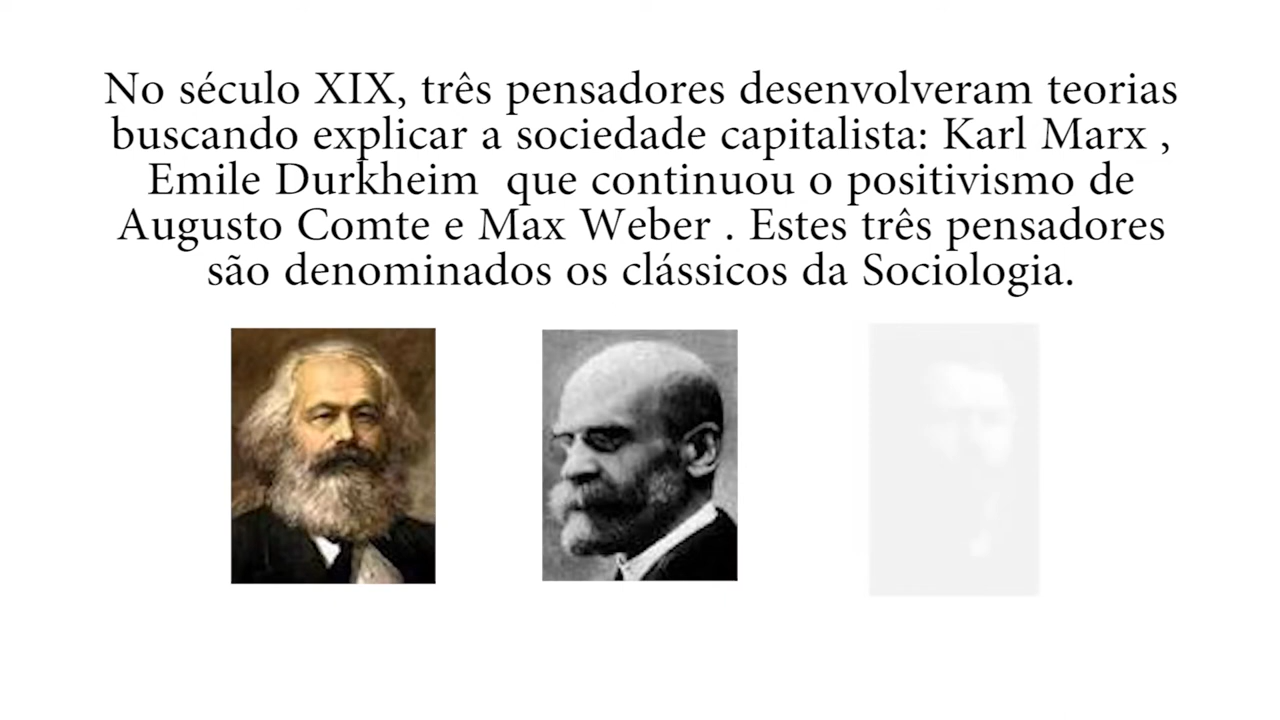 No século XIX, três pensadores desenvolveram teorias
buscando explicar a sociedade capitalista: Karl Marx ,
Emile Durkheim  que continuou o positivismo de
Augusto Comte e Max Weber . Estes três pensadores
são denominados os clássicos da Sociologia.